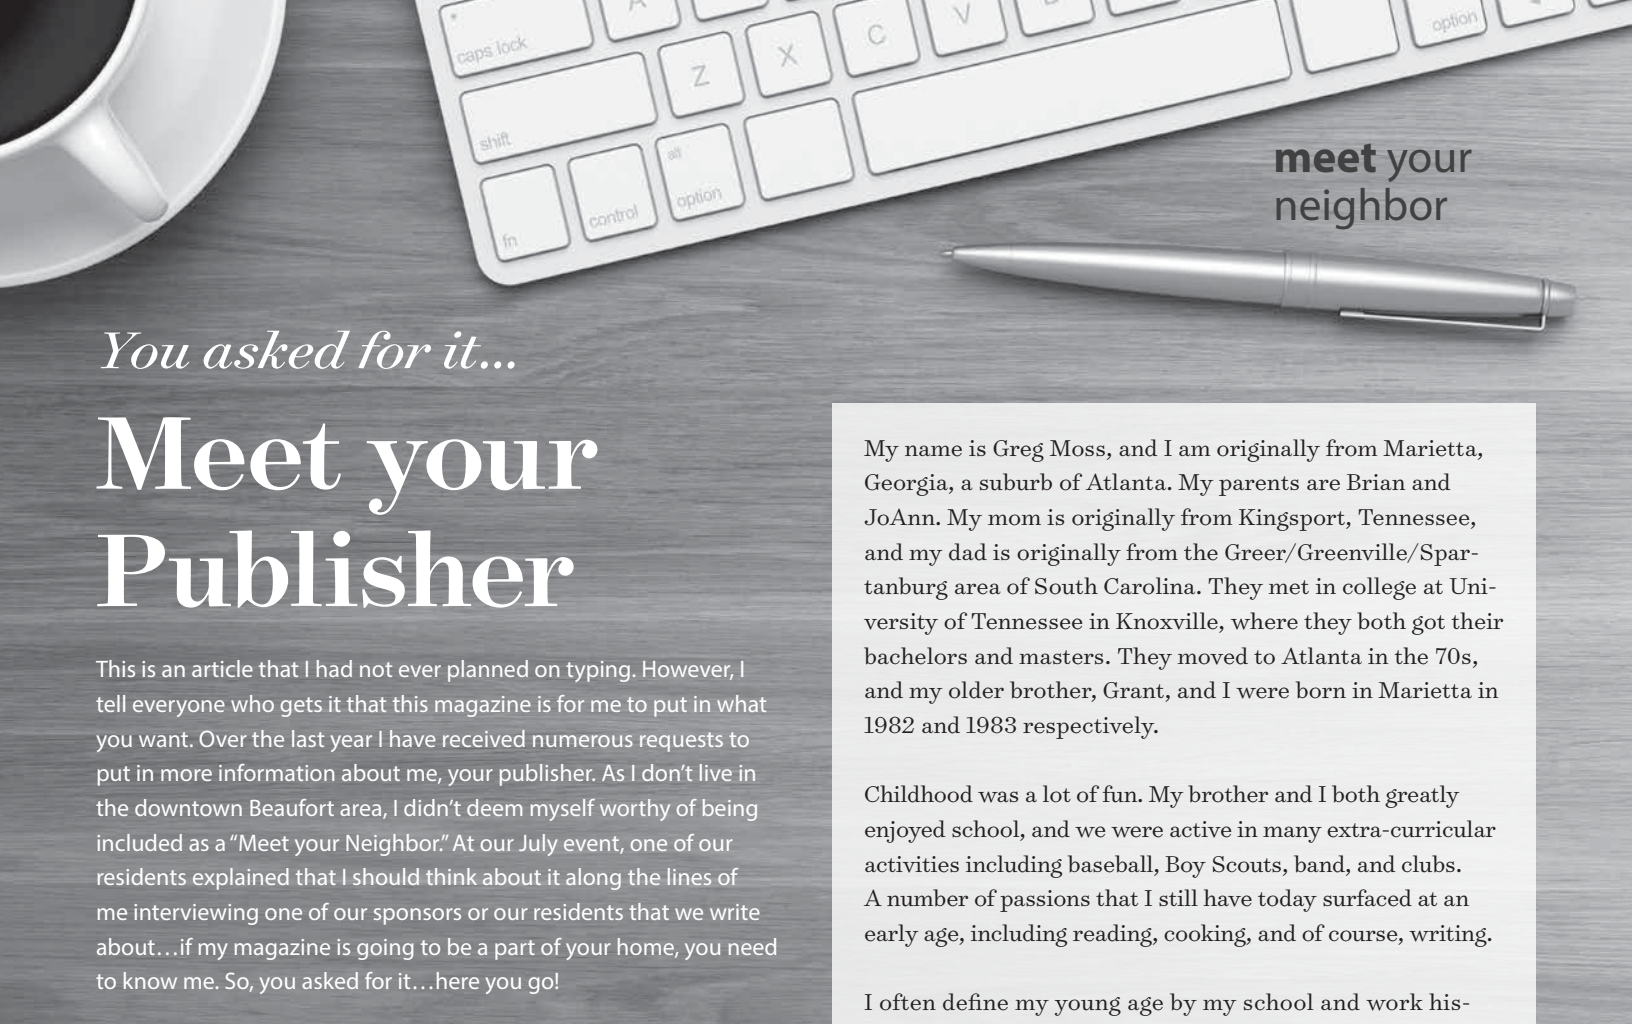 A
V
caps lock
Z
X
C
option
shift
alt
option
control
fn
meet your
neighbor
You asked for it...
Meet your
Publisher
This is an article that I had not ever planned on typing. However, I
tell everyone who gets it that this magazine is for me to put in what
you want. Over the last year I have received numerous requests to
put in more information about me, your publisher. As I don’t live in
the downtown Beaufort area, I didn’t deem myself worthy of being
included as a “Meet your Neighbor.” At our July event, one of our
residents explained that I should think about it along the lines of
me interviewing one of our sponsors or our residents that we write
about…if my magazine is going to be a part of your home, you need
to know me. So, you asked for it…here you go!
My name is Greg Moss, and I am originally from Marietta,
Georgia, a suburb of Atlanta. My parents are Brian and
JoAnn. My mom is originally from Kingsport, Tennessee,
and my dad is originally from the Greer/Greenville/Spar-
tanburg area of South Carolina. They met in college at Uni-
versity of Tennessee in Knoxville, where they both got their
bachelors and masters. They moved to Atlanta in the 70s,
and my older brother, Grant, and I were born in Marietta in
1982 and 1983 respectively.
Childhood was a lot of fun. My brother and I both greatly
enjoyed school, and we were active in many extra-curricular
activities including baseball, Boy Scouts, band, and clubs.
A number of passions that I still have today surfaced at an
early age, including reading, cooking, and of course, writing.
I often define my young age by my school and work his-